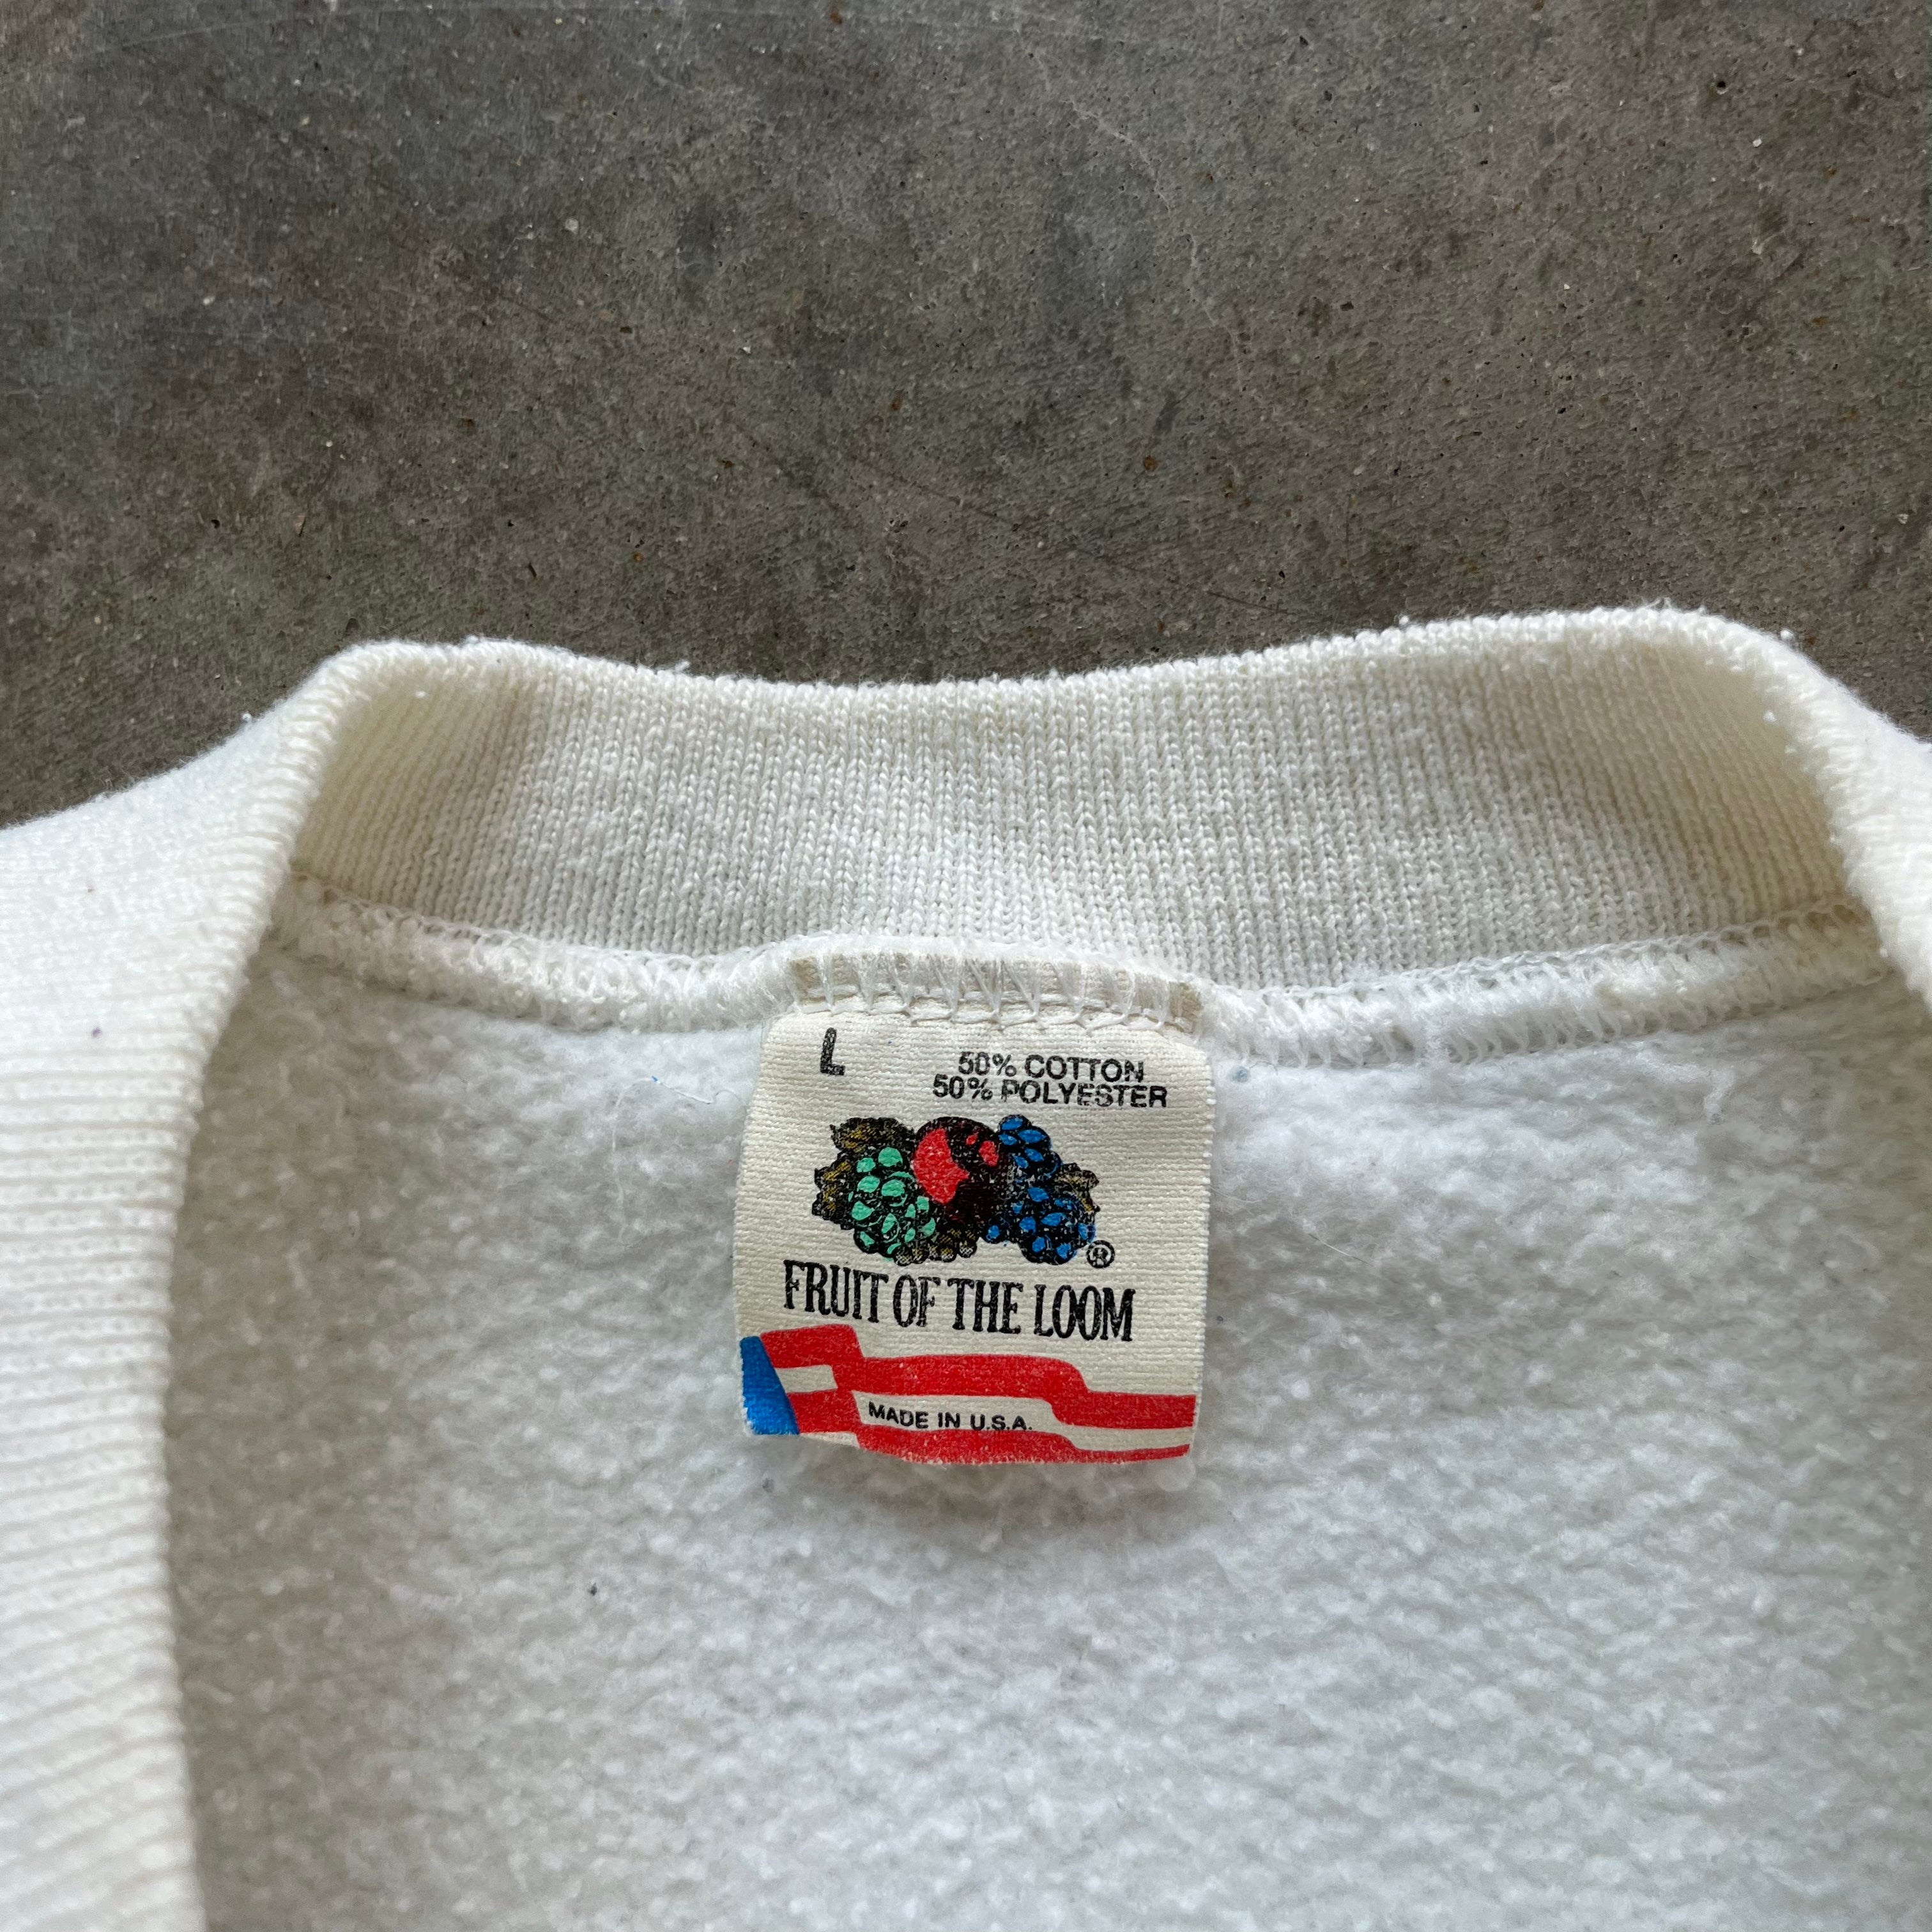 L
50% COTTON
50% POLYESTER
®
FRUIT OF THE LOOM
MADE IN U.S.A.